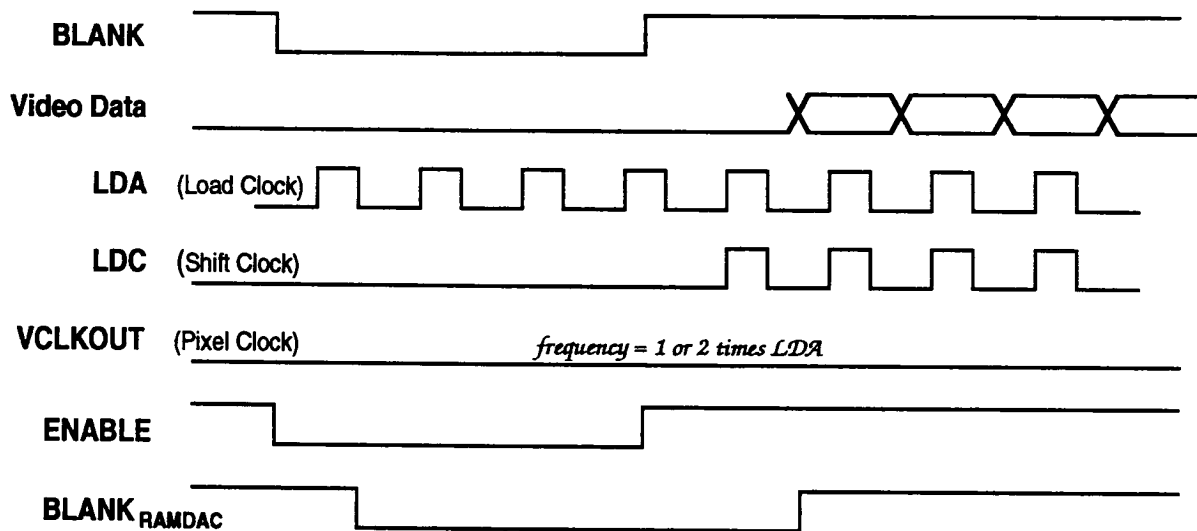 BLANK
Video Data
LDA (Load Clock)
LDC (Shift Clock)
VCLKOUT (Pixel Clock) frequency = 1 or 2 times LDA
ENABLE
BLANK RAMDAC